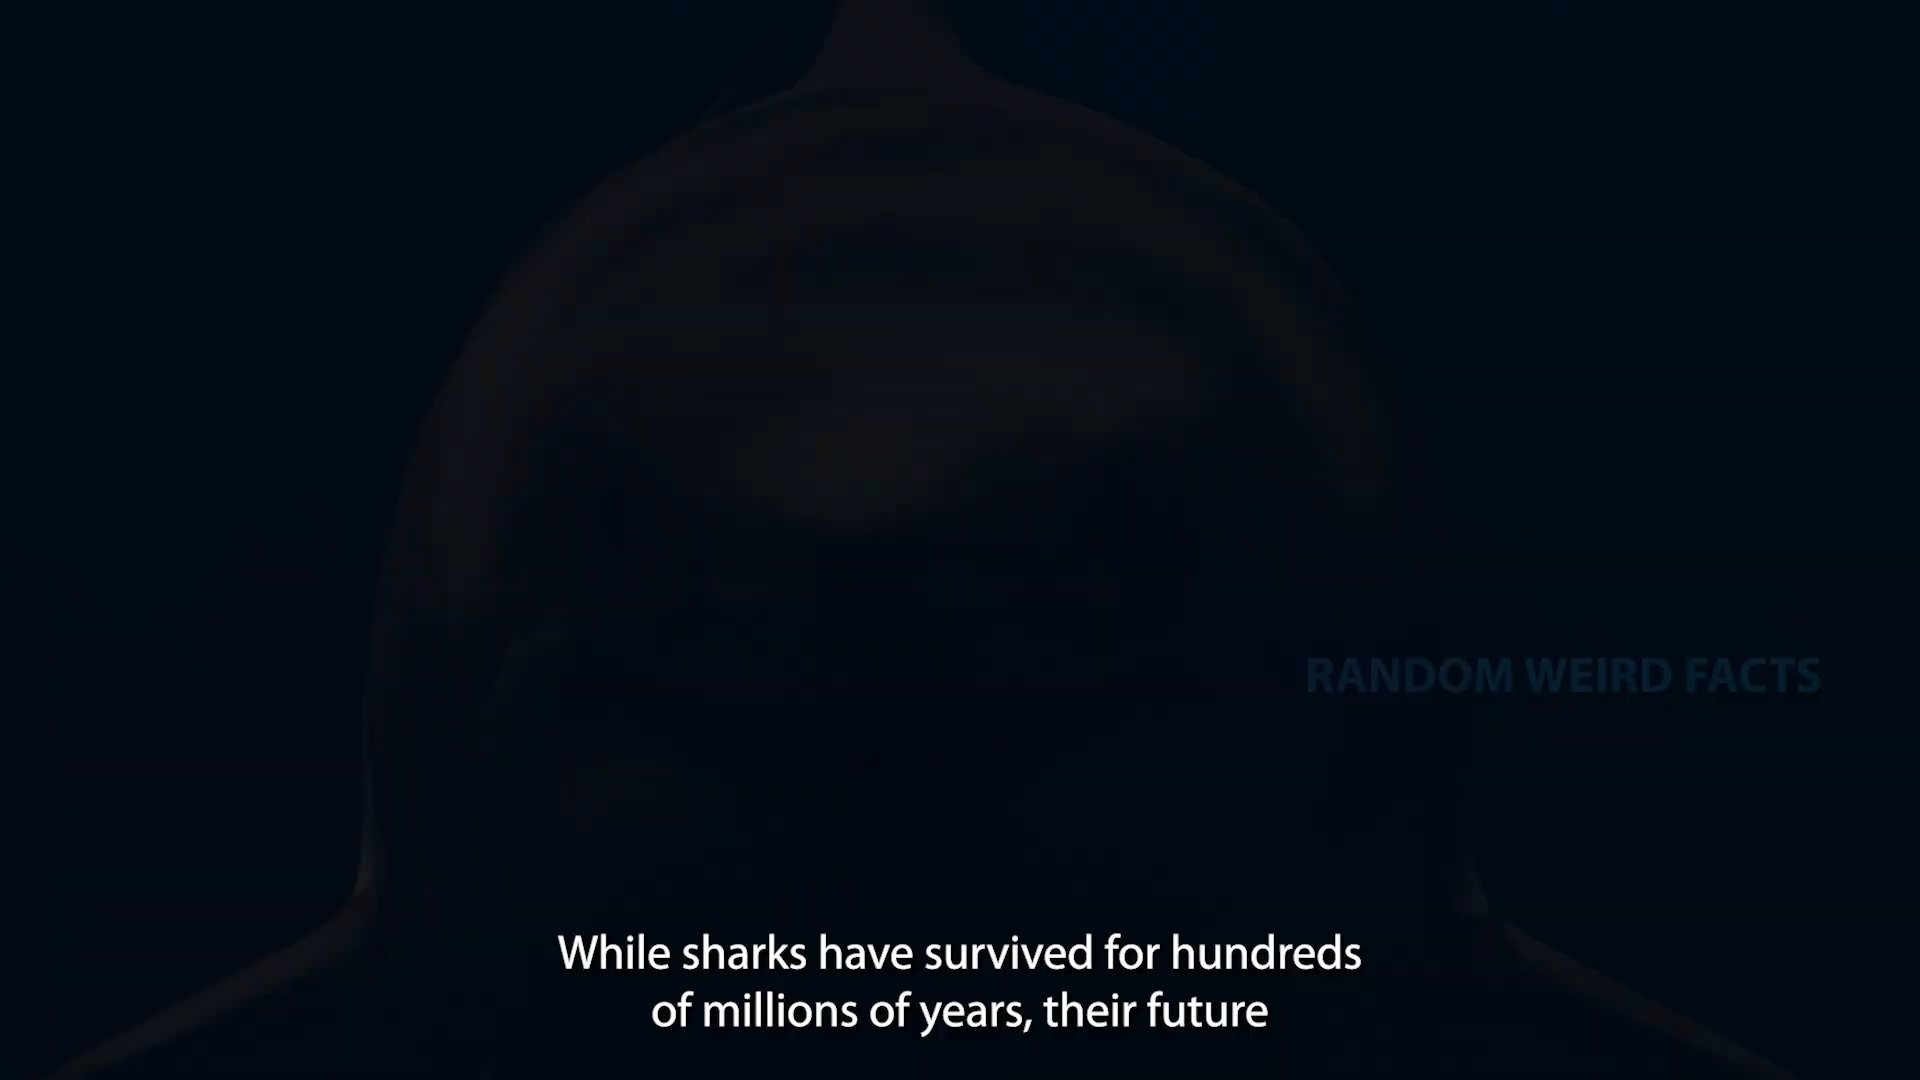 RANDOM WEIRD FACTS
While sharks have survived for hundreds
of millions of years, their future